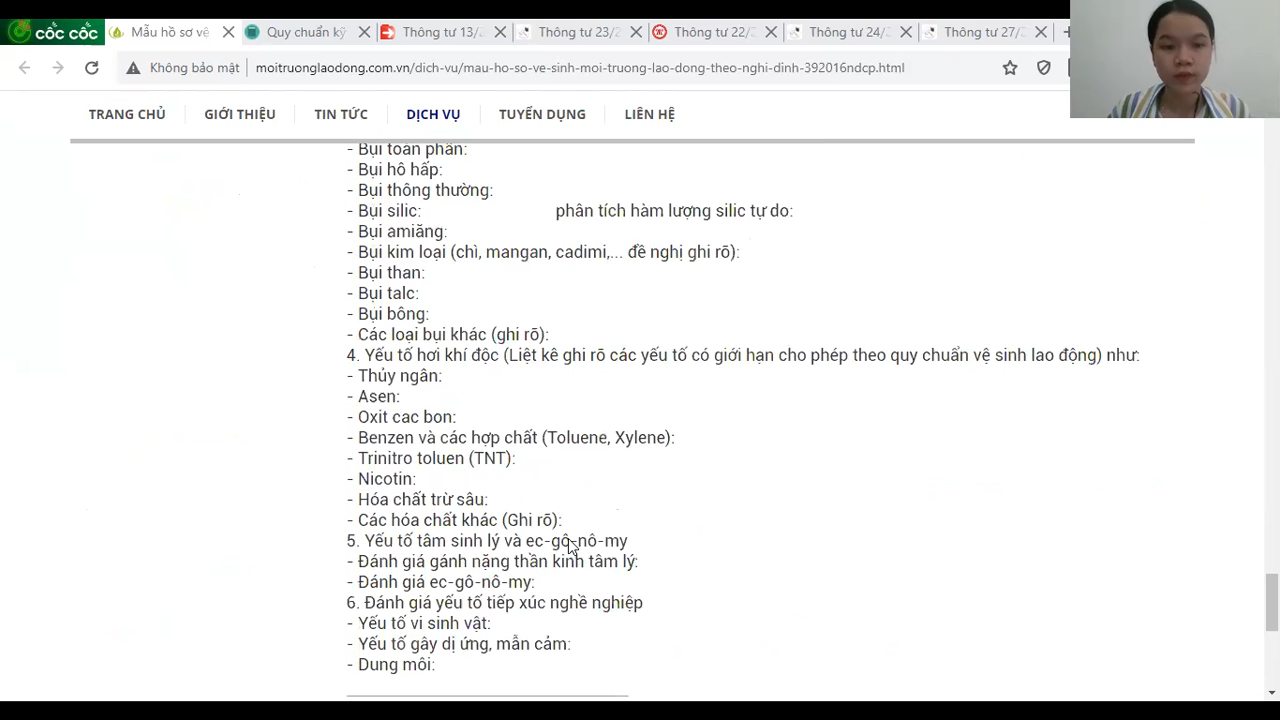 CỐC CỐC
Mẫu hồ sơ vê
Quy chuẩn kỹ
Thông tư 13/
Thông tư 23/
Thông tư 22/
Thông tư 24/
Thông tư 27/
Không bảo mật
moitruonglaodong.com.vn/dich-vu/mau-ho-so-ve-sinh-moi-truong-lao-dong-theo-nghi-dinh-392016ndcp.html
TRANG CHỦ
GIỚI THIỆU
TIN TỨC
DỊCH VỤ
TUYỂN DỤNG
LIÊN HỆ
- Bụi toàn phần:
- Bụi hô hấp:
- Bụi thông thường:
- Bụi silic: phân tích hàm lượng silic tự do:
- Bụi amiăng:
- Bụi kim loại (chì, mangan, cadimi,... đề nghị ghi rõ):
- Bụi than:
- Bụi talc:
- Bụi bông:
- Các loại bụi khác (ghi rõ):
4. Yếu tố hơi khí độc (Liệt kê ghi rõ các yếu tố có giới hạn cho phép theo quy chuẩn vệ sinh lao động) như:
- Thủy ngân:
- Asen:
- Oxit cac bon:
- Benzen và các hợp chất (Toluene, Xylene):
- Trinitro toluen (TNT):
- Nicotin:
- Hóa chất trừ sâu:
- Các hóa chất khác (Ghi rõ):
5. Yếu tố tâm sinh lý và ec-gô-nô-my
- Đánh giá gánh nặng thần kinh tâm lý:
- Đánh giá ec-gô-nô-my:
6. Đánh giá yếu tố tiếp xúc nghề nghiệp
- Yếu tố vi sinh vật:
- Yếu tố gây dị ứng, mẫn cảm:
- Dung môi: